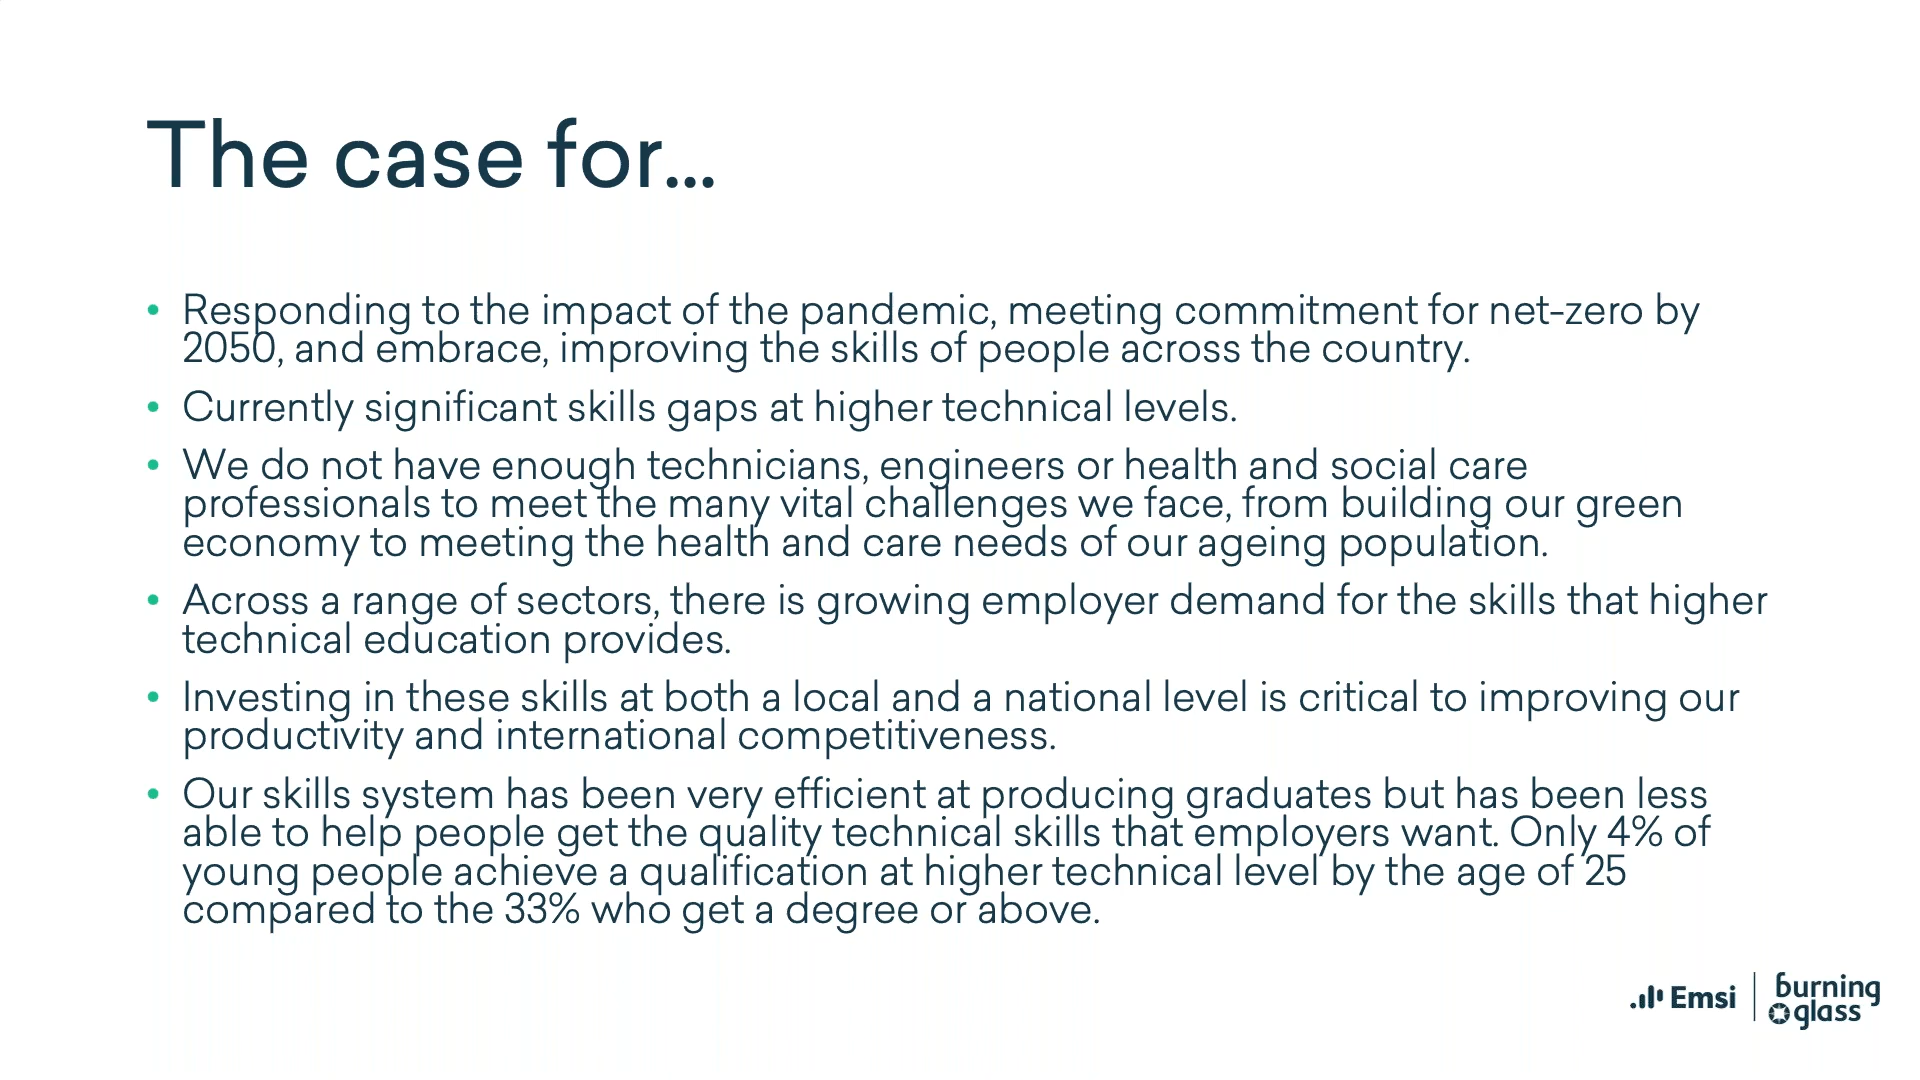 The case for...
• Responding to the impact of the pandemic, meeting commitment for net-zero by
2050, and embrace, improving the skills of people across the country.
• Currently significant skills gaps at higher technical levels.
• We do not have enough technicians, engineers or health and social care
professionals to meet the many vital challenges we face, from building our green
economy to meeting the health and care needs of our ageing population.
• Across a range of sectors, there is growing employer demand for the skills that higher
technical education provides.
• Investing in these skills at both a local and a national level is critical to improving our
productivity and international competitiveness.
• Our skills system has been very efficient at producing graduates but has been less
able to help people get the quality technical skills that employers want. Only 4% of
young people achieve a qualification at higher technical level by the age of 25
compared to the 33% who get a degree or above.
Emsi
burning
glass